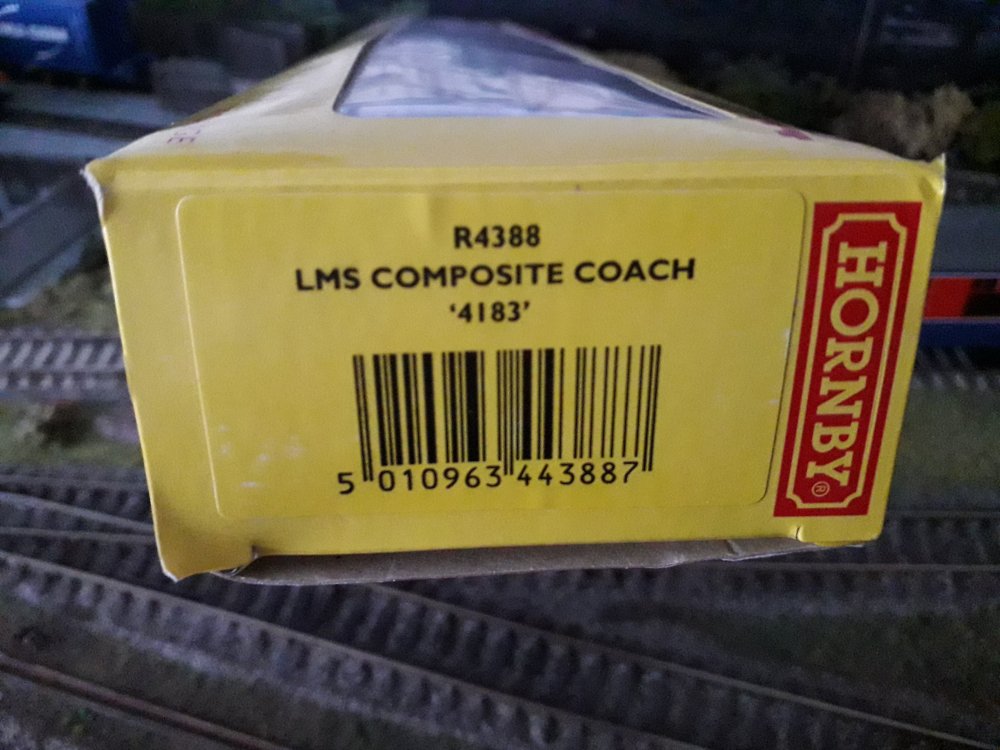 R4388
LMS COMPOSITE COACH
‘4183’
5 010963 443887
HORNBY®